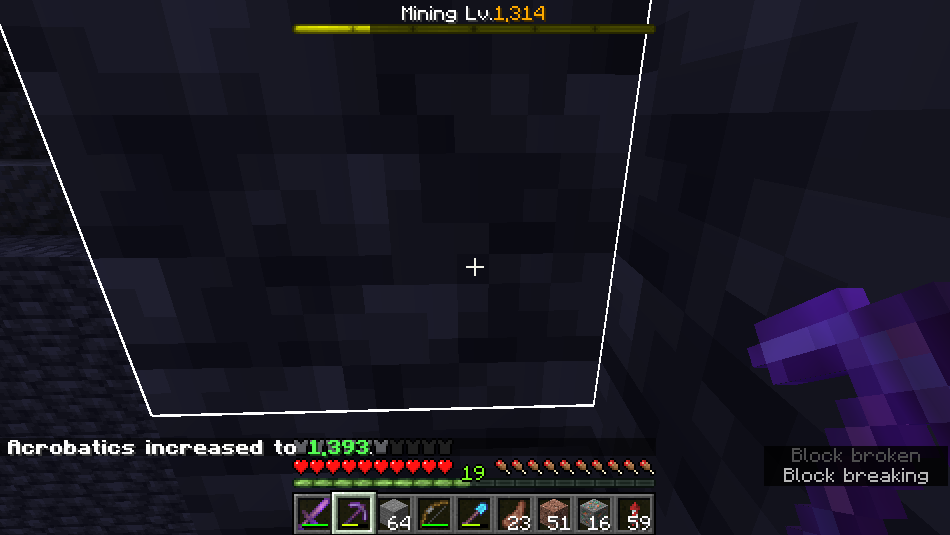 Mining Lv.1,314
Acrobatics increased to 1,393.
Block broken
Block breaking
19
64
23
51
16
59